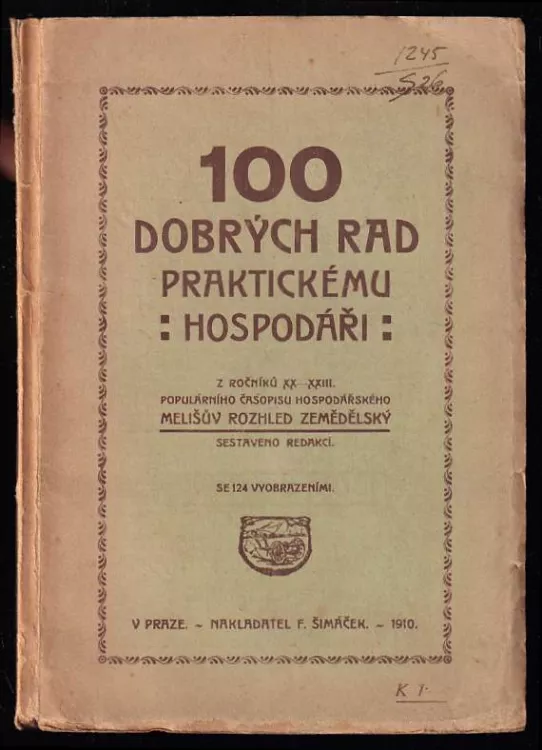 1245
S26
100
DOBRÝCH RAD
PRAKTICKÉMU
: HOSPODÁŘI :
Z ROČNÍKŮ XX—XXIII.
POPULÁRNÍHO ČASOPISU HOSPODÁŘSKÉHO
MELIŠŮV ROZHLED ZEMĚDĚLSKÝ
SESTAVENO REDAKCÍ.
SE 124 VYOBRAZENÍMI.
V PRAZE. – NAKLADATEL F. ŠIMÁČEK. – 1910.
K I.